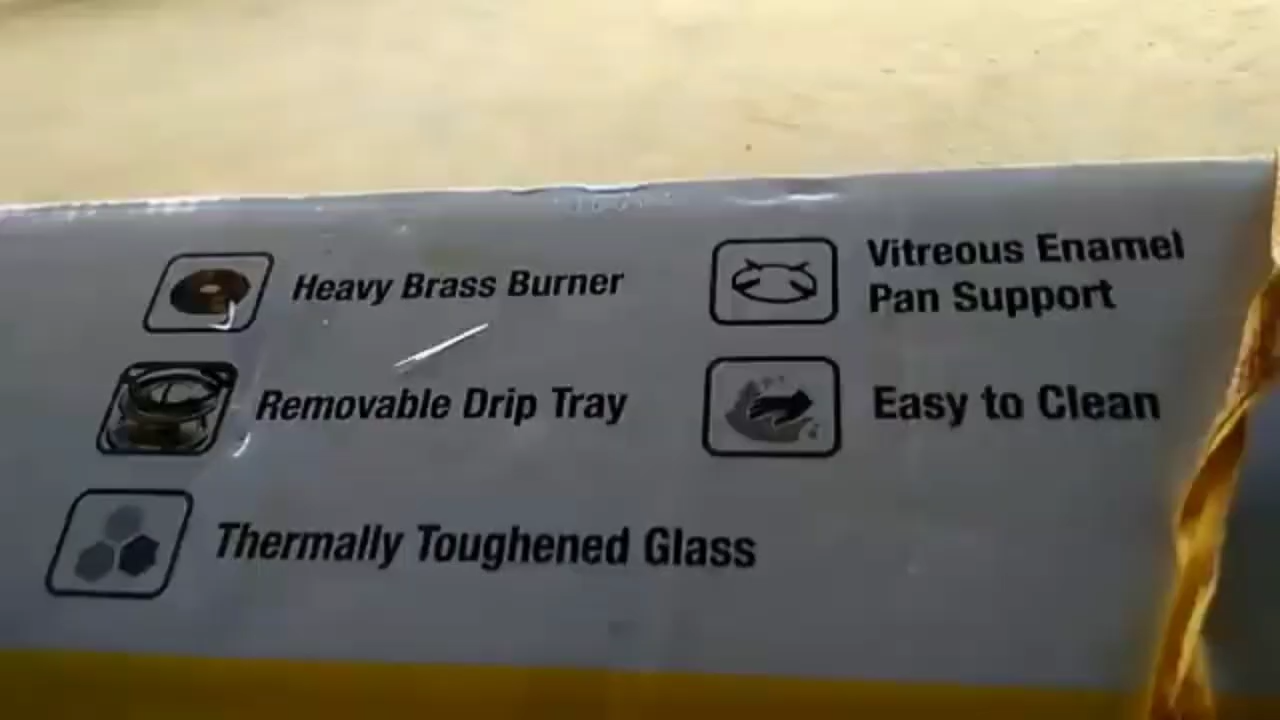 Heavy Brass Burner
Vitreous Enamel
Pan Support
Removable Drip Tray
Easy to Clean
Thermally Toughened Glass